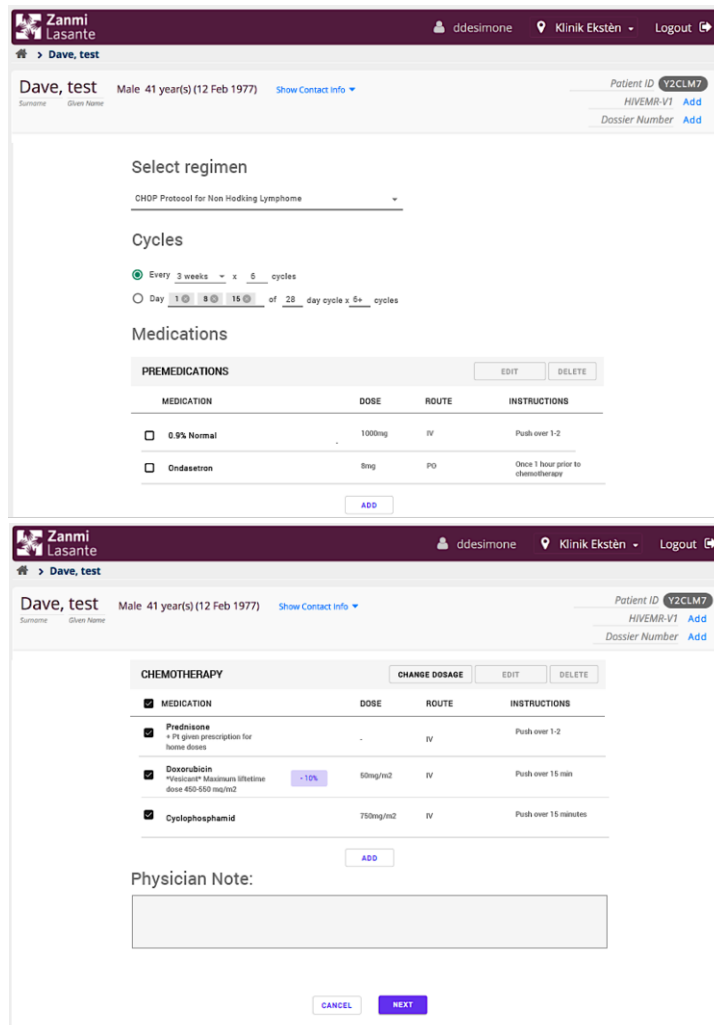 Zanmi Lasante ddesimone Klinik Ekstèn Logout
> Dave, test
Dave, test Male 41 year(s) (12 Feb 1977) Show Contact Info Patient ID Y2CLM7
Surname Given Name HIVEMR-V1 Add
Dossier Number Add
Select regimen
CHOP Protocol for Non Hodking Lymphome
Cycles
Every 3 weeks x 6 cycles
Day 1 8 15 of 28 day cycle x 6+ cycles
Medications
PREMEDICATIONS EDIT DELETE
MEDICATION DOSE ROUTE INSTRUCTIONS
0.9% Normal 1000mg IV Push over 1-2
Ondasetron 8mg PO Once 1 hour prior to
chemotherapy
ADD
Zanmi Lasante ddesimone Klinik Ekstèn Logout
> Dave, test
Dave, test Male 41 year(s) (12 Feb 1977) Show Contact Info Patient ID Y2CLM7
Surname Given Name HIVEMR-V1 Add
Dossier Number Add
CHEMOTHERAPY CHANGE DOSAGE EDIT DELETE
MEDICATION DOSE ROUTE INSTRUCTIONS
Prednisone - IV Push over 1-2
+ Pt given prescription for
home doses
Doxorubicin - 10% 50mg/m2 IV Push over 15 min
*Vesicant* Maximum liftetime
dose 450-550 mq/m2
Cyclophosphamid 750mg/m2 IV Push over 15 minutes
ADD
Physician Note:
CANCEL NEXT